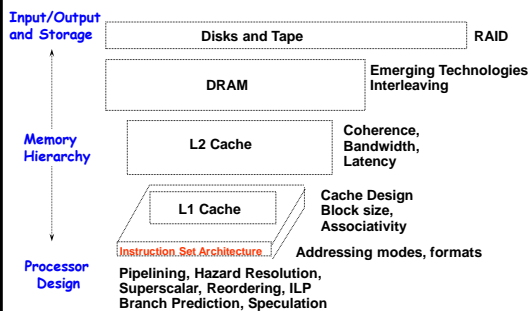 Input/Output
and Storage
Disks and Tape
RAID
DRAM
Emerging Technologies
Interleaving
Memory
Hierarchy
L2 Cache
Coherence,
Bandwidth,
Latency
L1 Cache
Cache Design
Block size,
Associativity
Instruction Set Architecture
Addressing modes, formats
Processor
Design
Pipelining, Hazard Resolution,
Superscalar, Reordering, ILP
Branch Prediction, Speculation